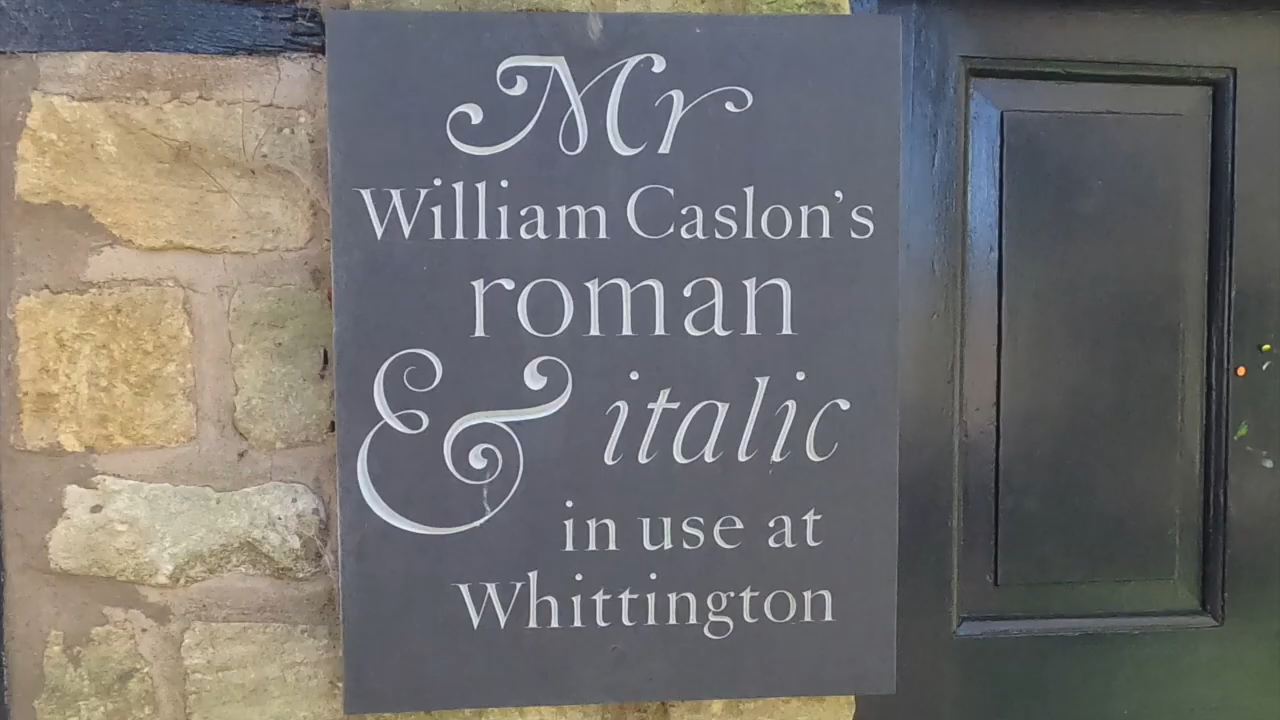 Mr
William Caslon's
roman
& italic
in use at
Whittington